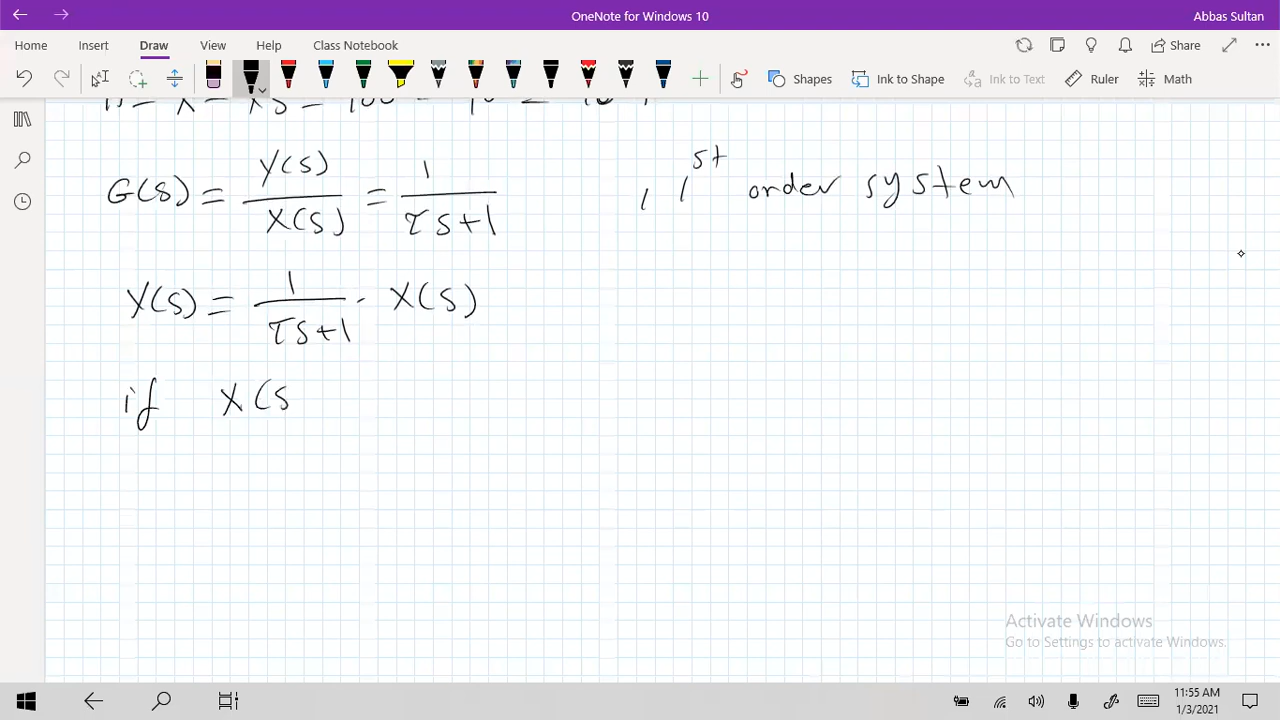 OneNote for Windows 10
Abbas Sultan
Home Insert Draw View Help Class Notebook
Share
Shapes Ink to Shape Ink to Text Ruler Math
G(s) = Y(s) / X(s) = 1 / τs+1 , 1st order system
Y(s) = 1 / τs+1 · X(s)
if X(s
Activate Windows
Go to Settings to activate Windows.
11:55 AM
1/3/2021